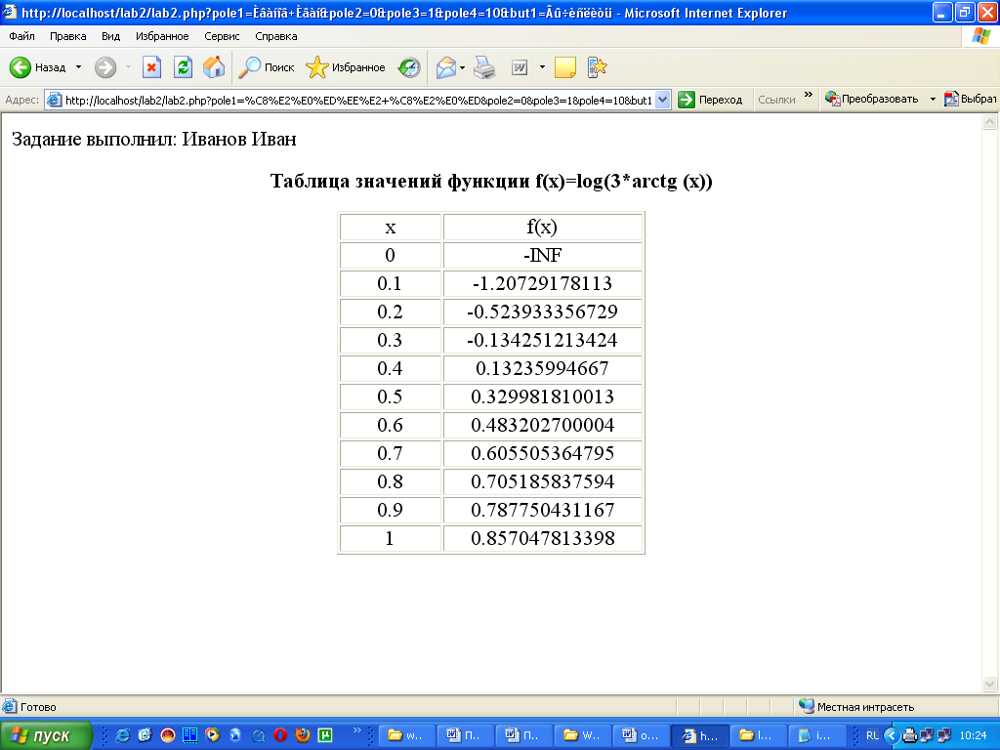 http://localhost/lab2/lab2.php?pole1=Èâàíîâ+Èâàí&pole2=0&pole3=1&pole4=10&but1=Âû÷èñëèòü - Microsoft Internet Explorer
Файл Правка Вид Избранное Сервис Справка
Назад Поиск Избранное
Адрес: http://localhost/lab2/lab2.php?pole1=%C8%E2%E0%ED%EE%E2+%C8%E2%E0%ED&pole2=0&pole3=1&pole4=10&but1 Переход Ссылки » Преобразовать Выбрат
Задание выполнил: Иванов Иван
Таблица значений функции f(x)=log(3*arctg (x))
x f(x)
0 -INF
0.1 -1.20729178113
0.2 -0.523933356729
0.3 -0.134251213424
0.4 0.13235994667
0.5 0.329981810013
0.6 0.483202700004
0.7 0.605505364795
0.8 0.705185837594
0.9 0.787750431167
1 0.857047813398
Готово Местная интрасеть
пуск » w... П... П... W... o... h... l... i... RL 10:24